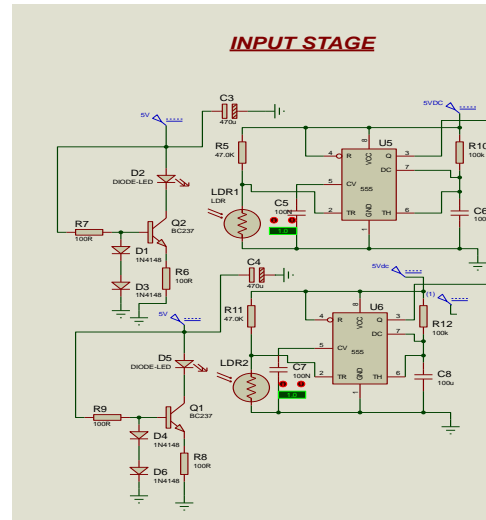 INPUT STAGE
C3
470u
5V
5VDC
R5
47.0K
U5
R10
100k
4 R VCC 8 Q 3
DC 7
5 CV
555
2 TR GND 1 TH 6
D2
DIODE-LED
LDR1
LDR
C5
100N
1.0
C6
R7
100R
Q2
BC237
D1
1N4148
D3
1N4148
R6
100R
C4
470u
5Vdc
5V
R11
47.0K
U6
(1)
R12
100k
4 R VCC 8 Q 3
DC 7
5 CV
555
2 TR GND 1 TH 6
D5
DIODE-LED
LDR2
C7
100N
1.0
C8
100u
R9
100R
Q1
BC237
D4
1N4148
D6
1N4148
R8
100R